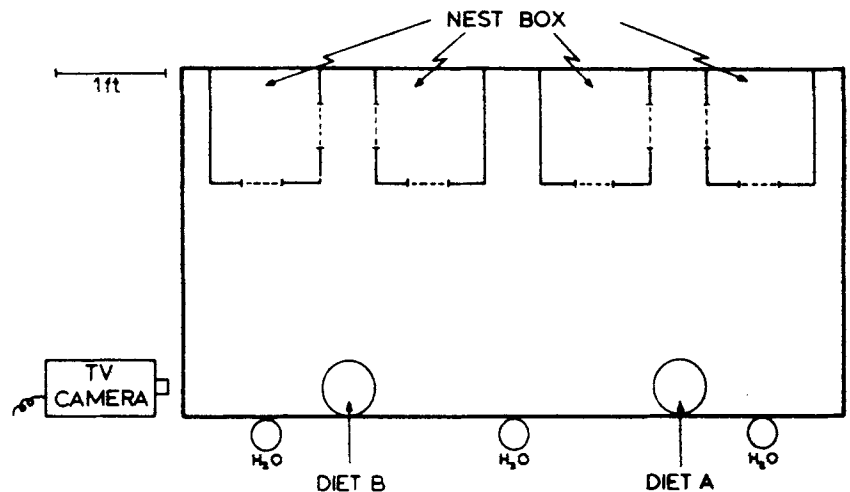 NEST BOX
1ft
TV
CAMERA
H₂O
H₂O
H₂O
DIET B
DIET A